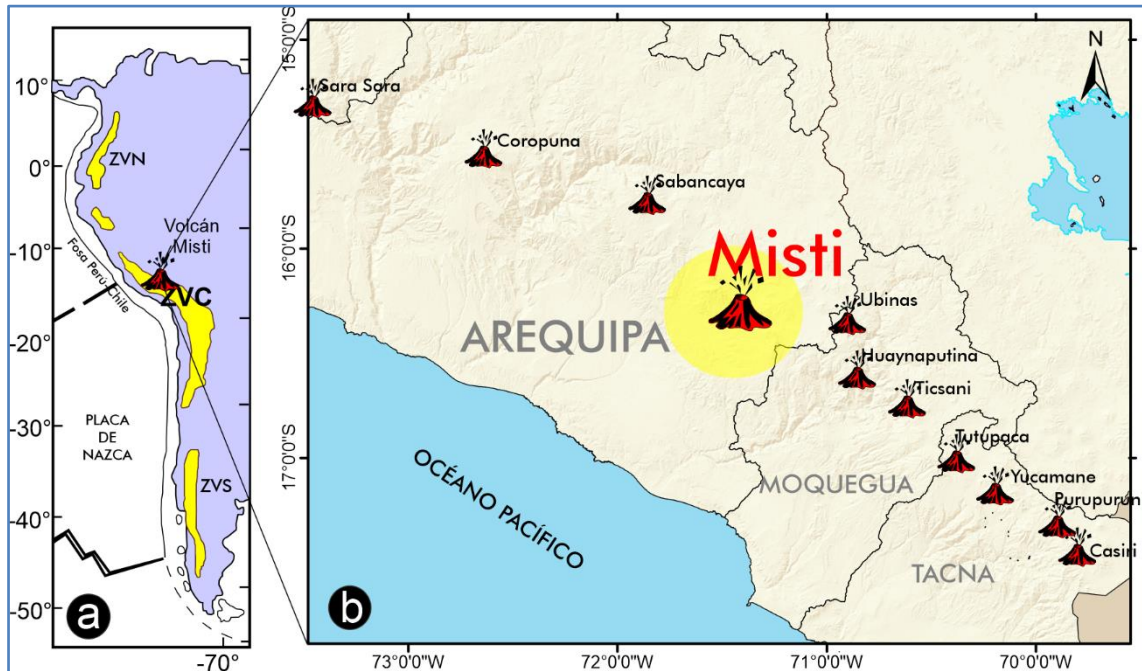 10°
0°
-10°
-20°
-30°
-40°
-50°
-70°
ZVN
Volcán
Misti
Fosa Perú-Chile
ZVC
PLACA
DE
NAZCA
ZVS
a
15°0'0"S
16°0'0"S
17°0'0"S
N
Sara Sara
Coropuna
Sabancaya
Misti
Ubinas
AREQUIPA
Huaynaputina
Ticsani
Tutupaca
MOQUEGUA
Yucamane
Purupurún
OCÉANO PACÍFICO
Casiri
TACNA
b
73°0'0"W
72°0'0"W
71°0'0"W
70°0'0"W